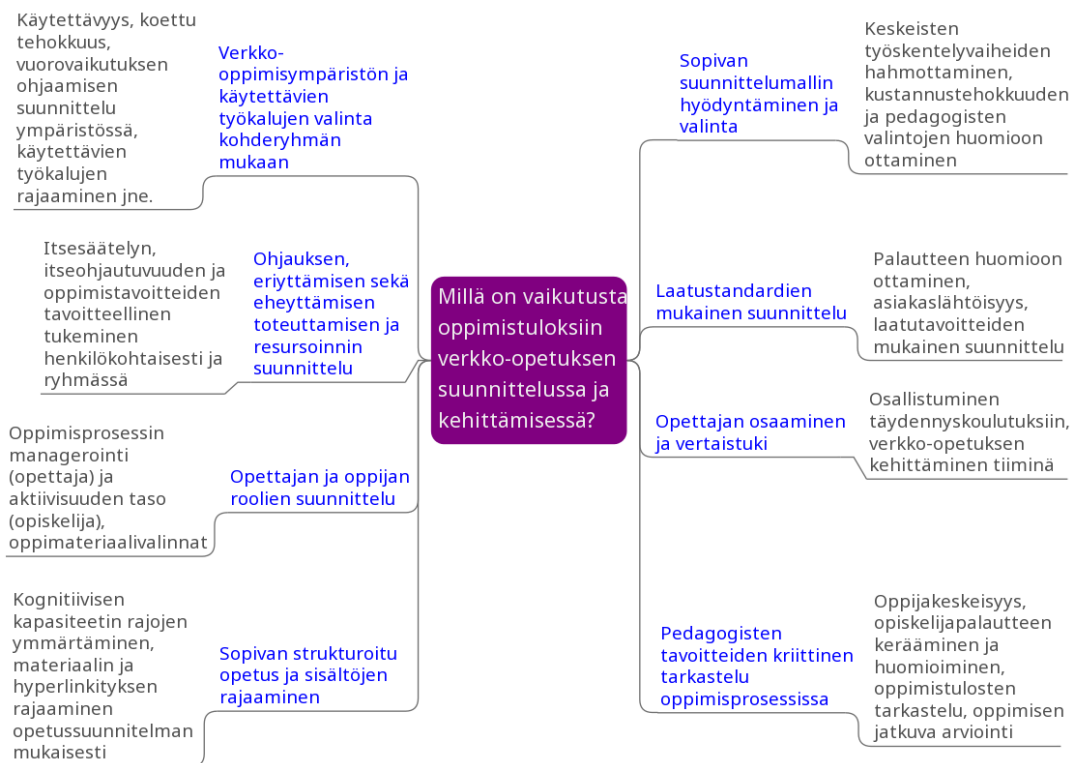 Käytettävyys, koettu
tehokkuus,
vuorovaikutuksen
ohjaamisen
suunnittelu
ympäristössä,
käytettävien
työkalujen
rajaaminen jne.
Verkko-
oppimisympäristön ja
käytettävien
työkalujen valinta
kohderyhmän
mukaan
Itsesäätelyn,
itseohjautuvuuden ja
oppimistavoitteiden
tavoitteellinen
tukeminen
henkilökohtaisesti ja
ryhmässä
Ohjauksen,
eriyttämisen sekä
eheyttämisen
toteuttamisen ja
resursoinnin
suunnittelu
Oppimisprosessin
managerointi
(opettaja) ja
aktiivisuuden taso
(opiskelija),
oppimateriaalivalinnat
Opettajan ja oppijan
roolien suunnittelu
Kognitiivisen
kapasiteetin rajojen
ymmärtäminen,
materiaalin ja
hyperlinkityksen
rajaaminen
opetussuunnitelman
mukaisesti
Sopivan strukturoitu
opetus ja sisältöjen
rajaaminen
Millä on vaikutusta
oppimistuloksiin
verkko-opetuksen
suunnittelussa ja
kehittämisessä?
Sopivan
suunnittelumallin
hyödyntäminen ja
valinta
Keskeisten
työskentelyvaiheiden
hahmottaminen,
kustannustehokkuuden
ja pedagogisten
valintojen huomioon
ottaminen
Laatustandardien
mukainen suunnittelu
Palautteen huomioon
ottaminen,
asiakaslähtöisyys,
laatutavoitteiden
mukainen suunnittelu
Opettajan osaaminen
ja vertaistuki
Osallistuminen
täydennyskoulutuksiin,
verkko-opetuksen
kehittäminen tiiminä
Pedagogisten
tavoitteiden kriittinen
tarkastelu
oppimisprosessissa
Oppijakeskeisyys,
opiskelijapalautteen
kerääminen ja
huomioiminen,
oppimistulosten
tarkastelu, oppimisen
jatkuva arviointi